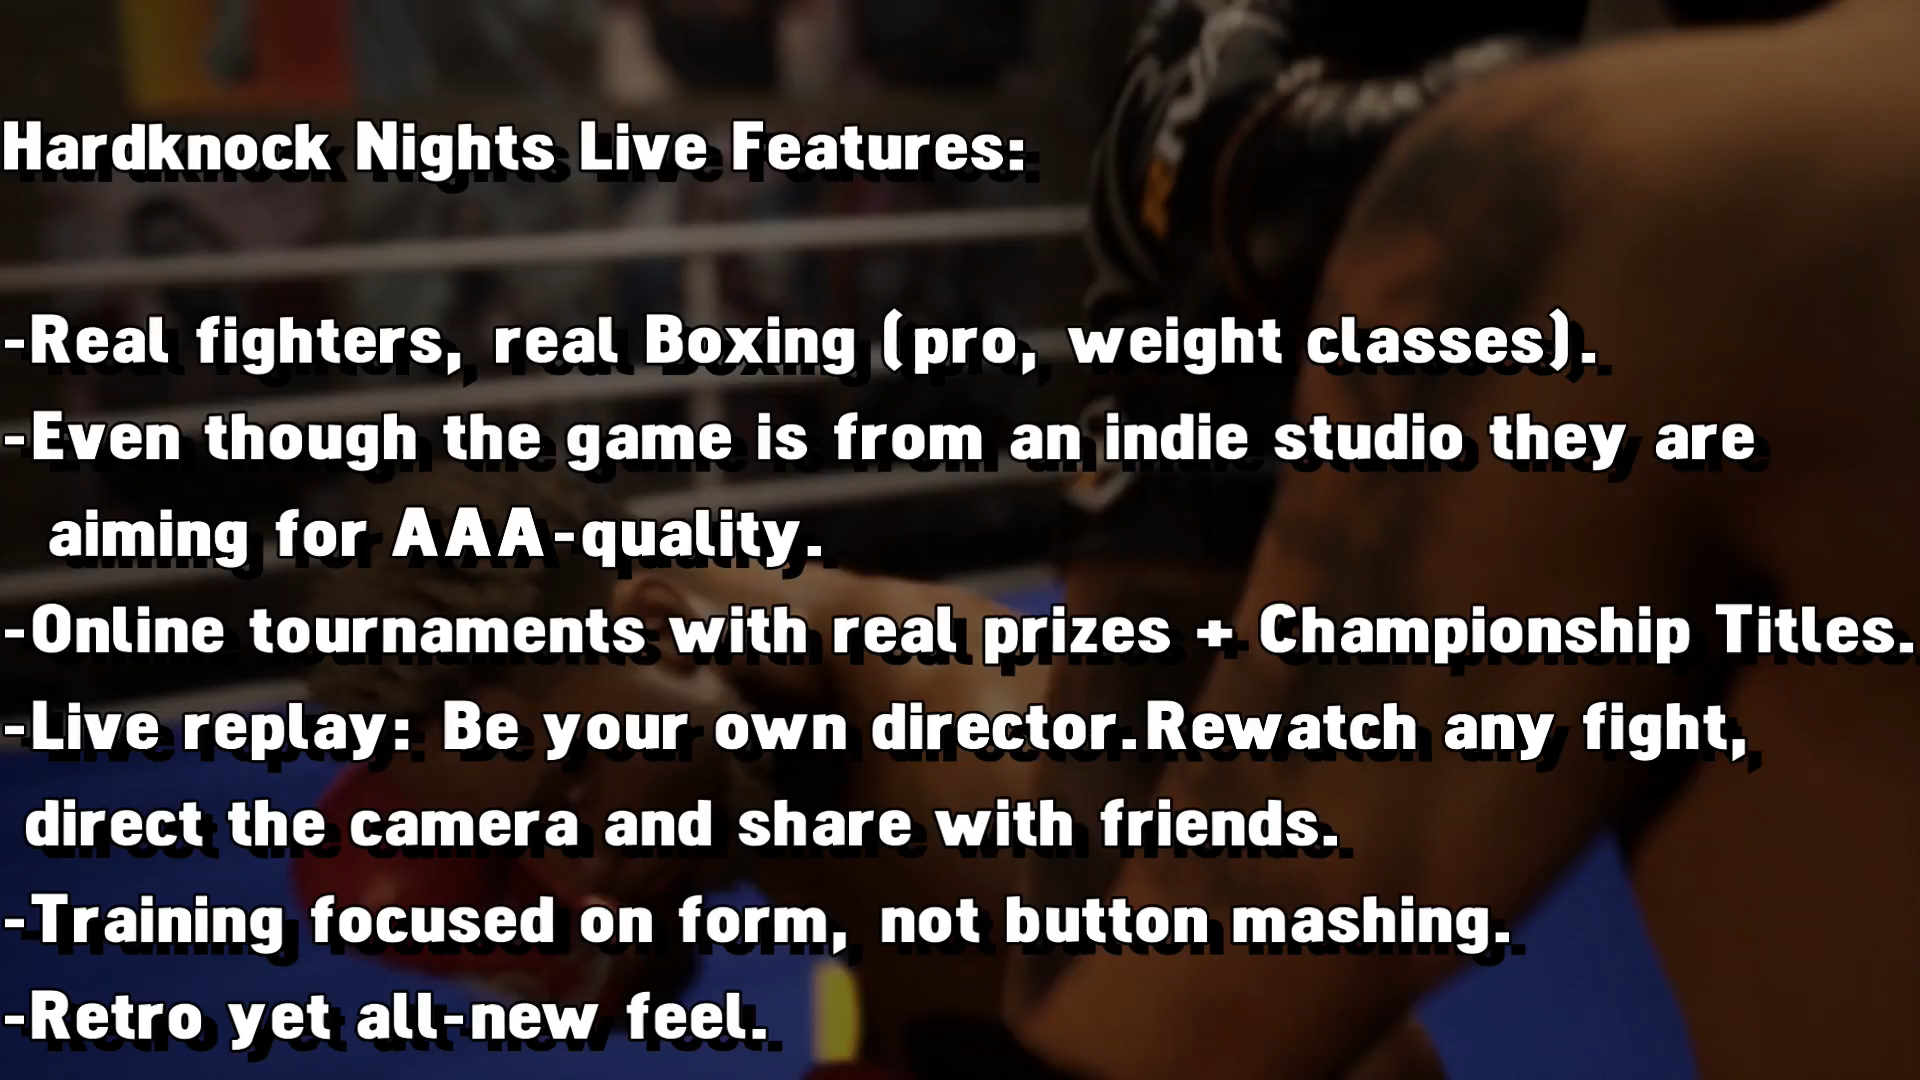 Hardknock Nights Live Features:
-Real fighters, real Boxing (pro, weight classes).
-Even though the game is from an indie studio they are
aiming for AAA-quality.
-Online tournaments with real prizes + Championship Titles.
-Live replay: Be your own director.Rewatch any fight,
direct the camera and share with friends.
-Training focused on form, not button mashing.
-Retro yet all-new feel.